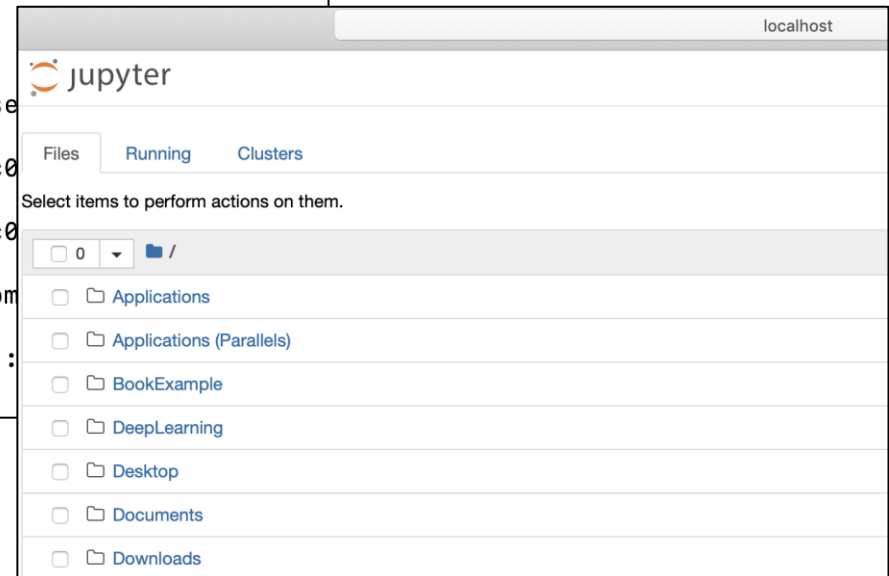 localhost
jupyter
Files Running Clusters
Select items to perform actions on them.
0 /
Applications
Applications (Parallels)
BookExample
DeepLearning
Desktop
Documents
Downloads